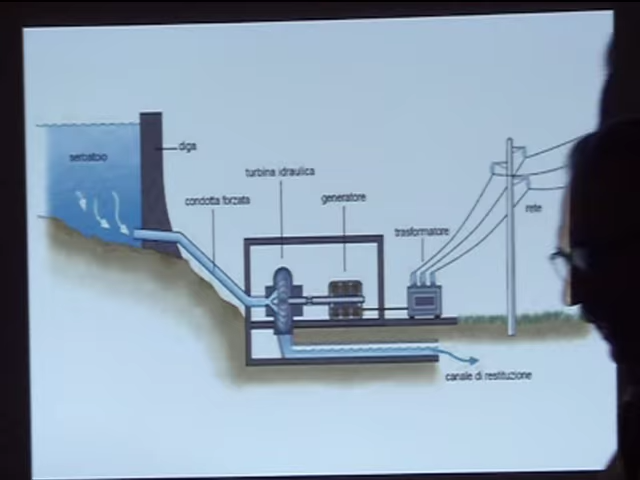 serbatoio
diga
turbina idraulica
condotta forzata
generatore
trasformatore
rete
canale di restituzione